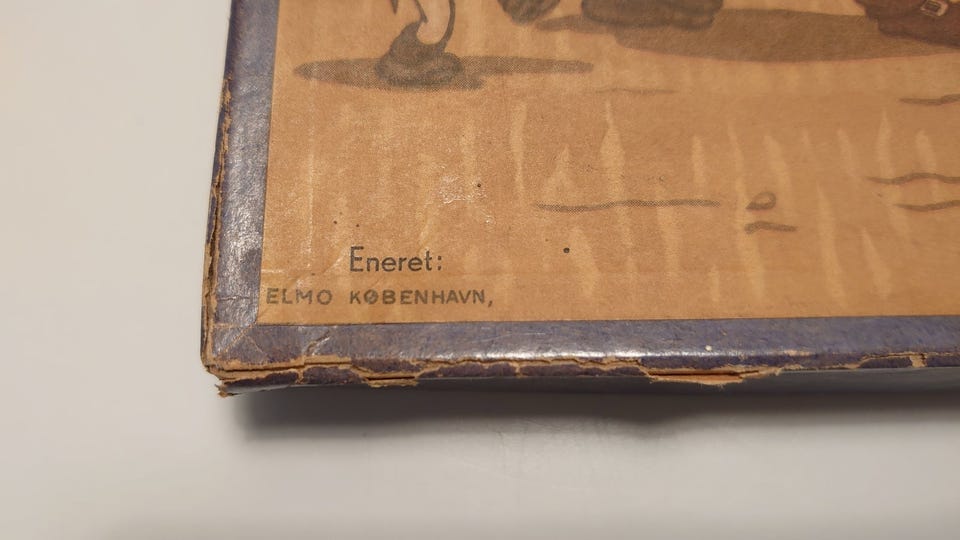 Eneret:
ELMO KØBENHAVN,